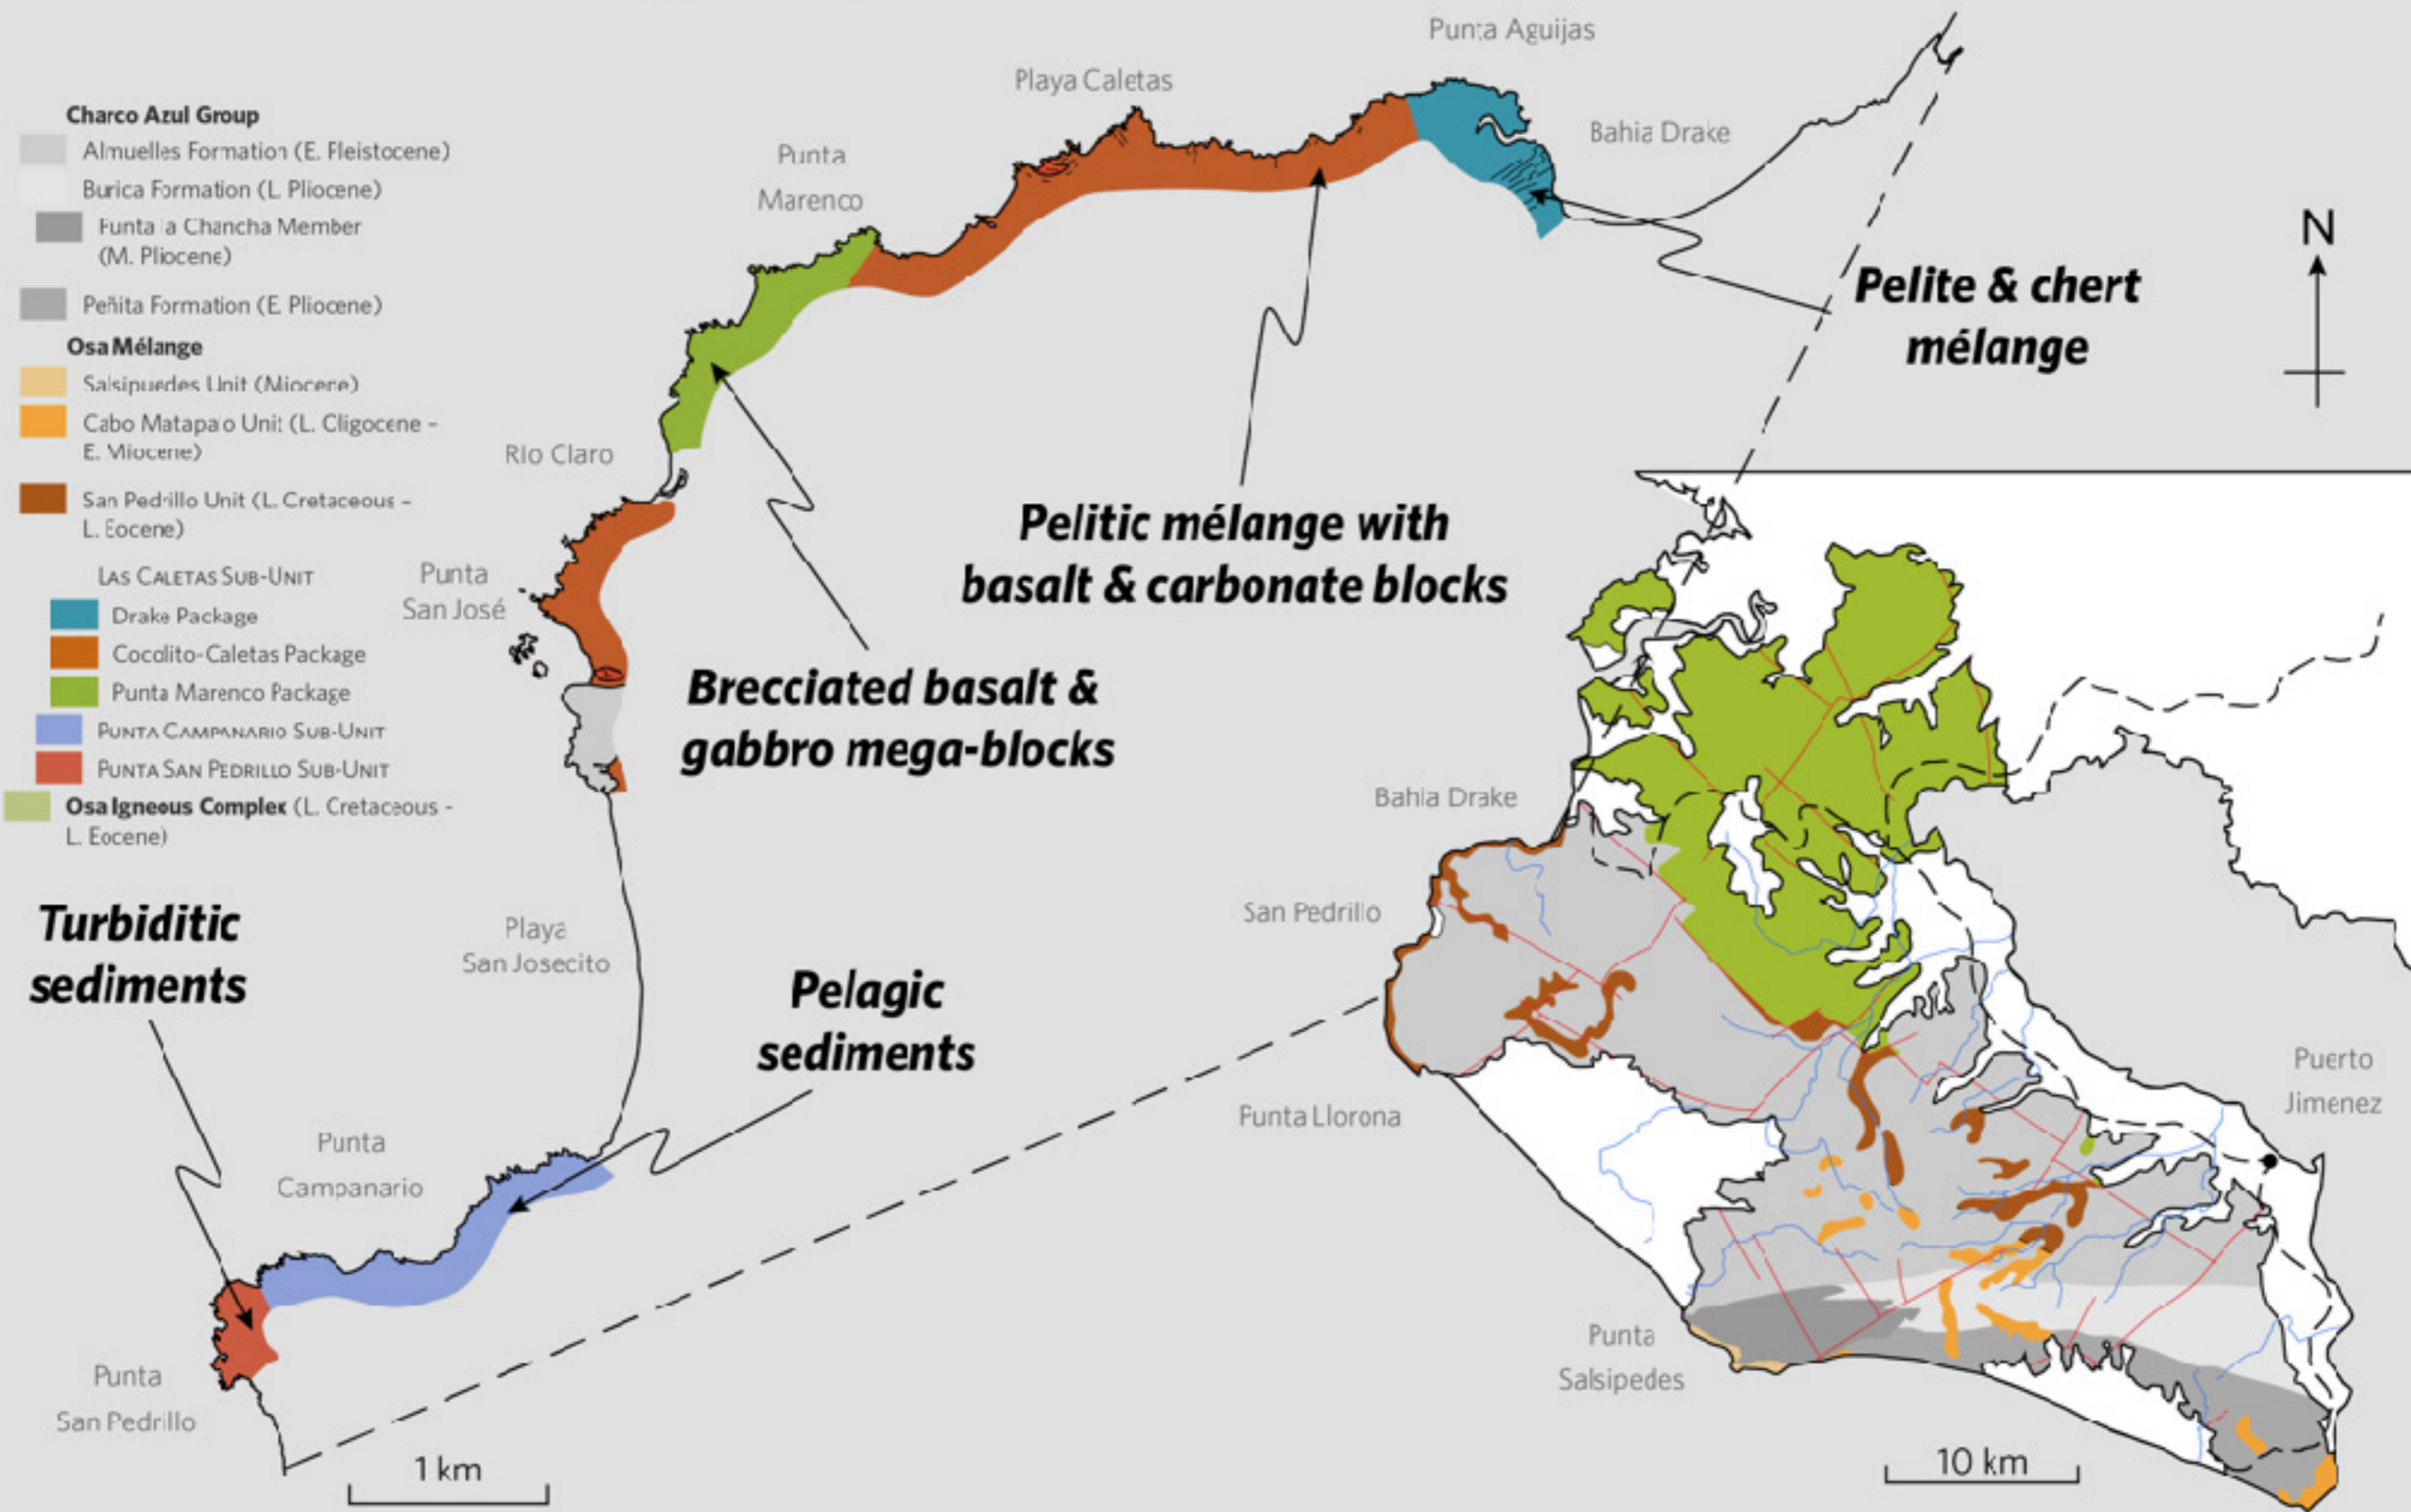 Charco Azul Group
Almuelles Formation (E. Pleistocene)
Burica Formation (L. Pliocene)
Punta la Chancha Member
(M. Pliocene)
Peñita Formation (E. Pliocene)
Osa Mélange
Salsipuedes Unit (Miocene)
Cabo Matapalo Unit (L. Oligocene –
E. Miocene)
San Pedrillo Unit (L. Cretaceous –
L. Eocene)
LAS CALETAS SUB-UNIT
Drake Package
Cocolito-Caletas Package
Punta Marenco Package
PUNTA CAMPANARIO SUB-UNIT
PUNTA SAN PEDRILLO SUB-UNIT
Osa Igneous Complex (L. Cretaceous -
L. Eocene)
Punta Aguijas
Playa Caletas
Bahia Drake
Punta
Marenco
N
Pelite & chert
mélange
Rio Claro
Pelitic mélange with
basalt & carbonate blocks
Punta
San José
Brecciated basalt &
gabbro mega-blocks
Bahia Drake
San Pedrillo
Turbiditic
sediments
Playa
San Josecito
Pelagic
sediments
Puerto
Jimenez
Punta Llorona
Punta
Campanario
Punta
Salsipedes
Punta
San Pedrillo
1 km
10 km